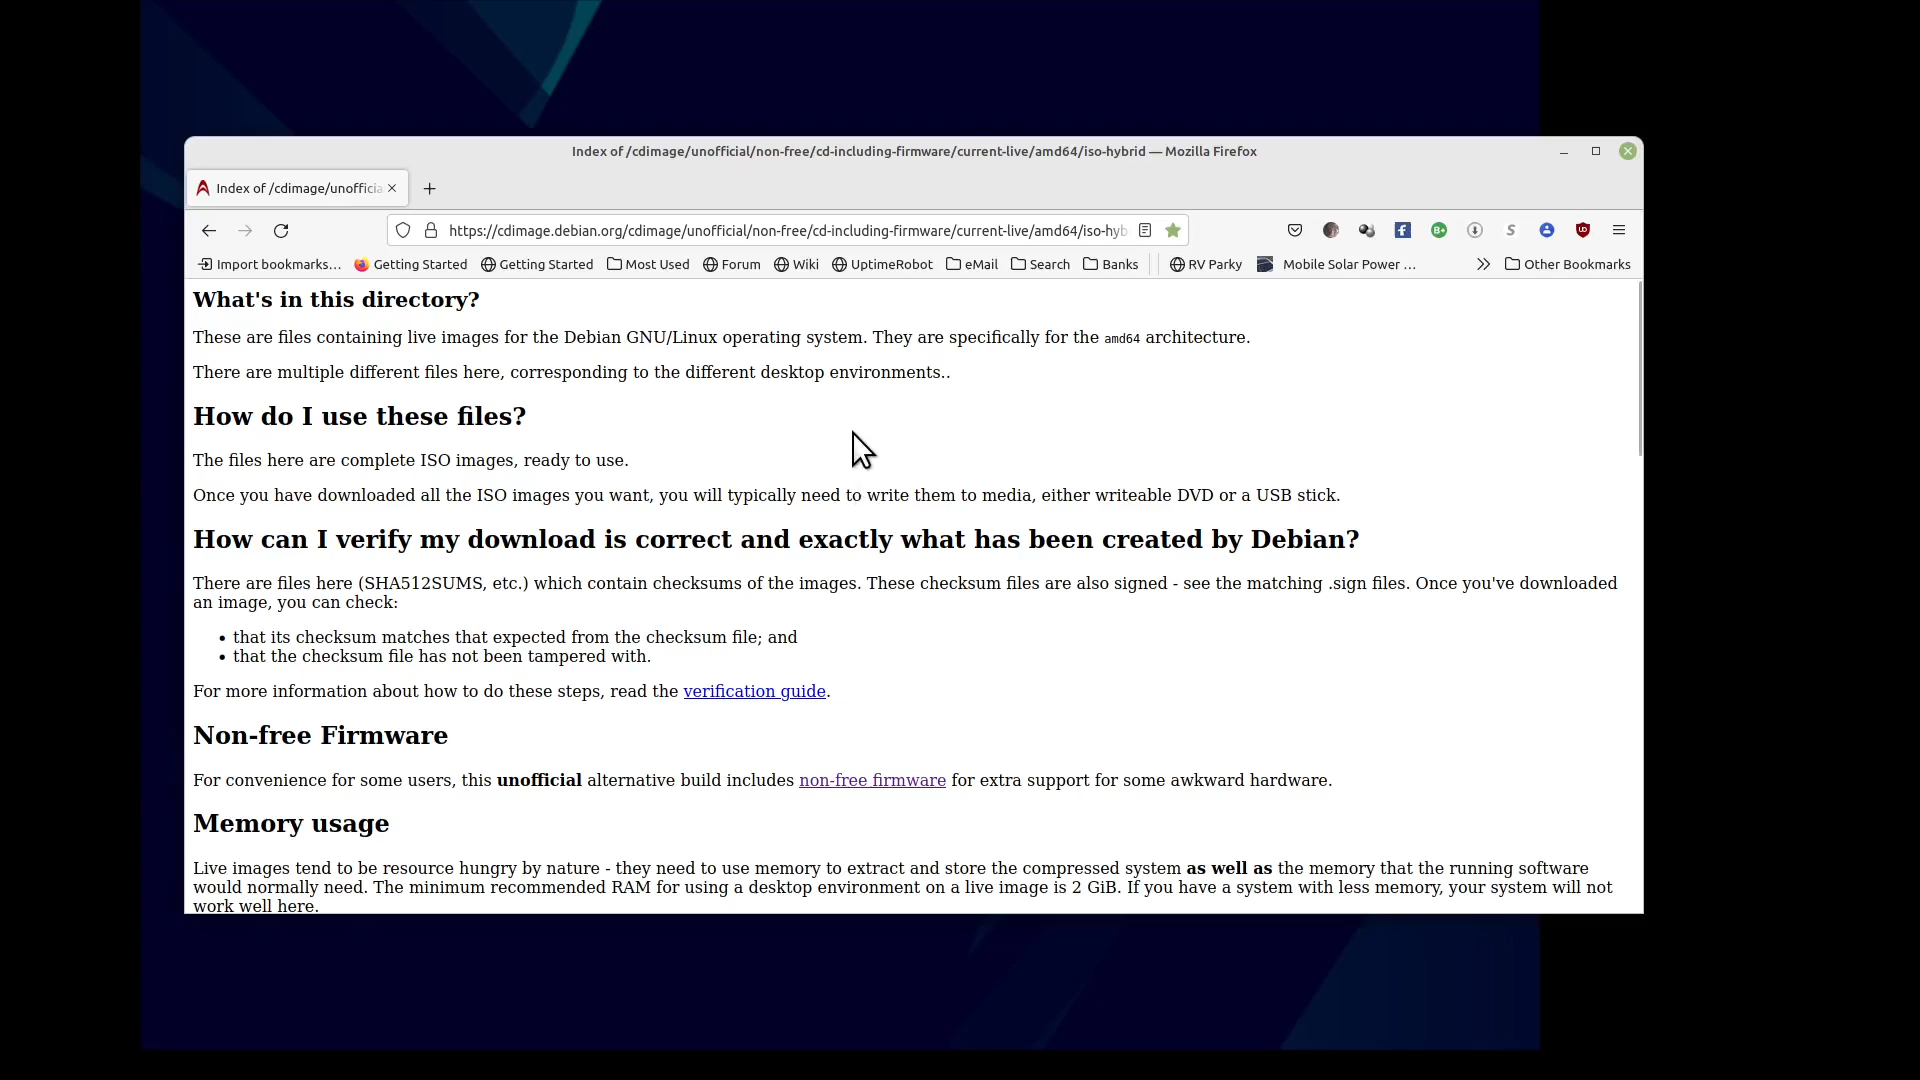 Index of /cdimage/unofficial/non-free/cd-including-firmware/current-live/amd64/iso-hybrid — Mozilla Firefox
Index of /cdimage/unofficia
https://cdimage.debian.org/cdimage/unofficial/non-free/cd-including-firmware/current-live/amd64/iso-hyb
Import bookmarks... Getting Started Getting Started Most Used Forum Wiki UptimeRobot eMail Search Banks RV Parky Mobile Solar Power ... Other Bookmarks
What's in this directory?
These are files containing live images for the Debian GNU/Linux operating system. They are specifically for the amd64 architecture.
There are multiple different files here, corresponding to the different desktop environments..
How do I use these files?
The files here are complete ISO images, ready to use.
Once you have downloaded all the ISO images you want, you will typically need to write them to media, either writeable DVD or a USB stick.
How can I verify my download is correct and exactly what has been created by Debian?
There are files here (SHA512SUMS, etc.) which contain checksums of the images. These checksum files are also signed - see the matching .sign files. Once you've downloaded
an image, you can check:
• that its checksum matches that expected from the checksum file; and
• that the checksum file has not been tampered with.
For more information about how to do these steps, read the verification guide.
Non-free Firmware
For convenience for some users, this unofficial alternative build includes non-free firmware for extra support for some awkward hardware.
Memory usage
Live images tend to be resource hungry by nature - they need to use memory to extract and store the compressed system as well as the memory that the running software
would normally need. The minimum recommended RAM for using a desktop environment on a live image is 2 GiB. If you have a system with less memory, your system will not
work well here.